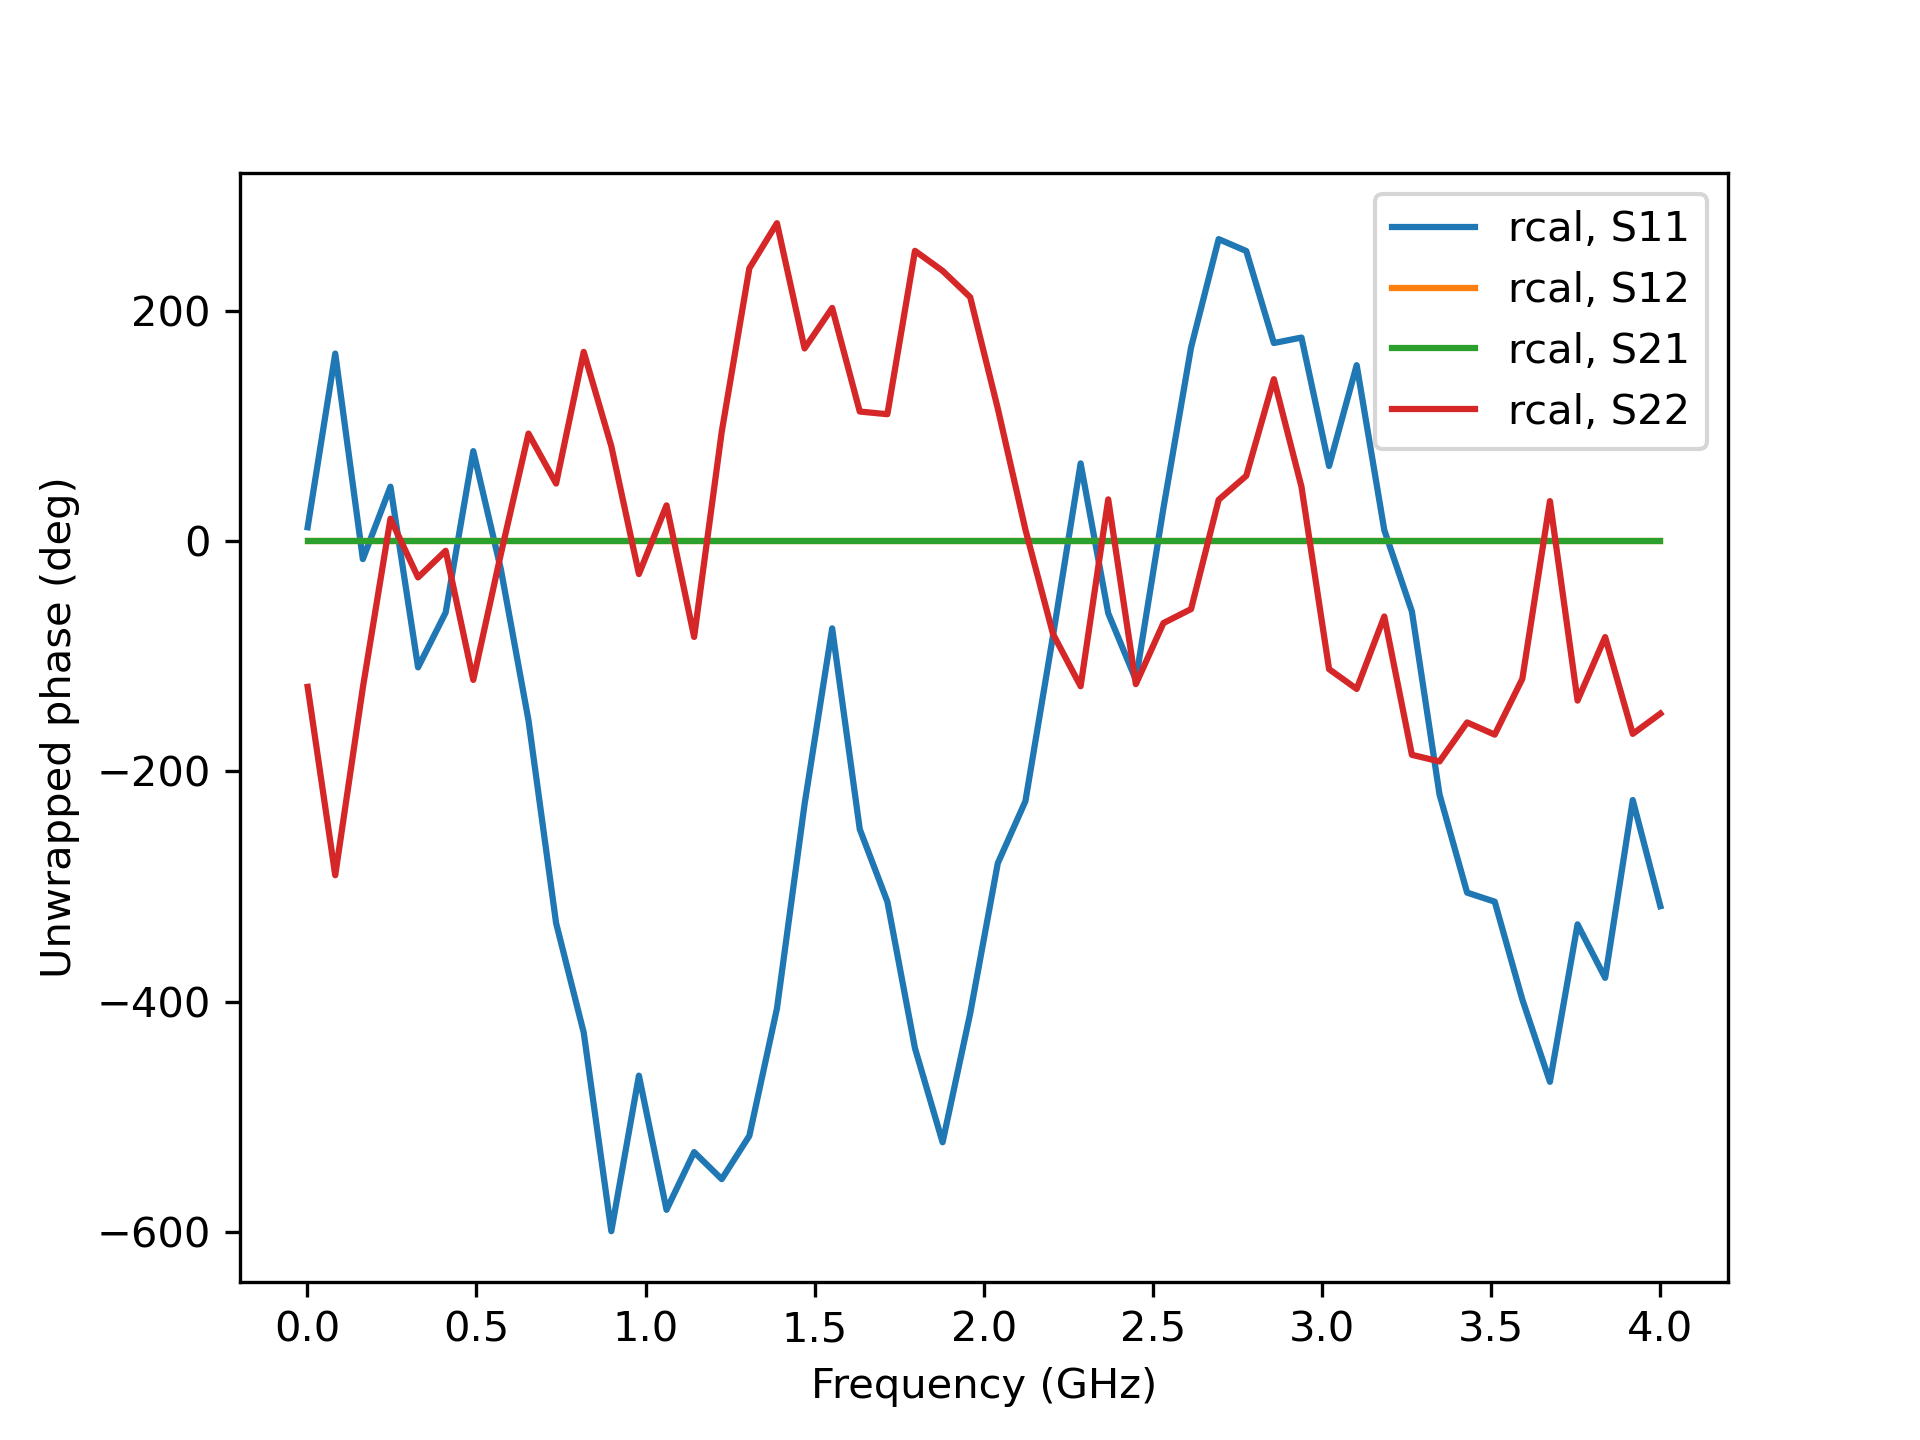 rcal, S11
rcal, S12
rcal, S21
rcal, S22
Unwrapped phase (deg)
200
0
−200
−400
−600
0.0 0.5 1.0 1.5 2.0 2.5 3.0 3.5 4.0
Frequency (GHz)